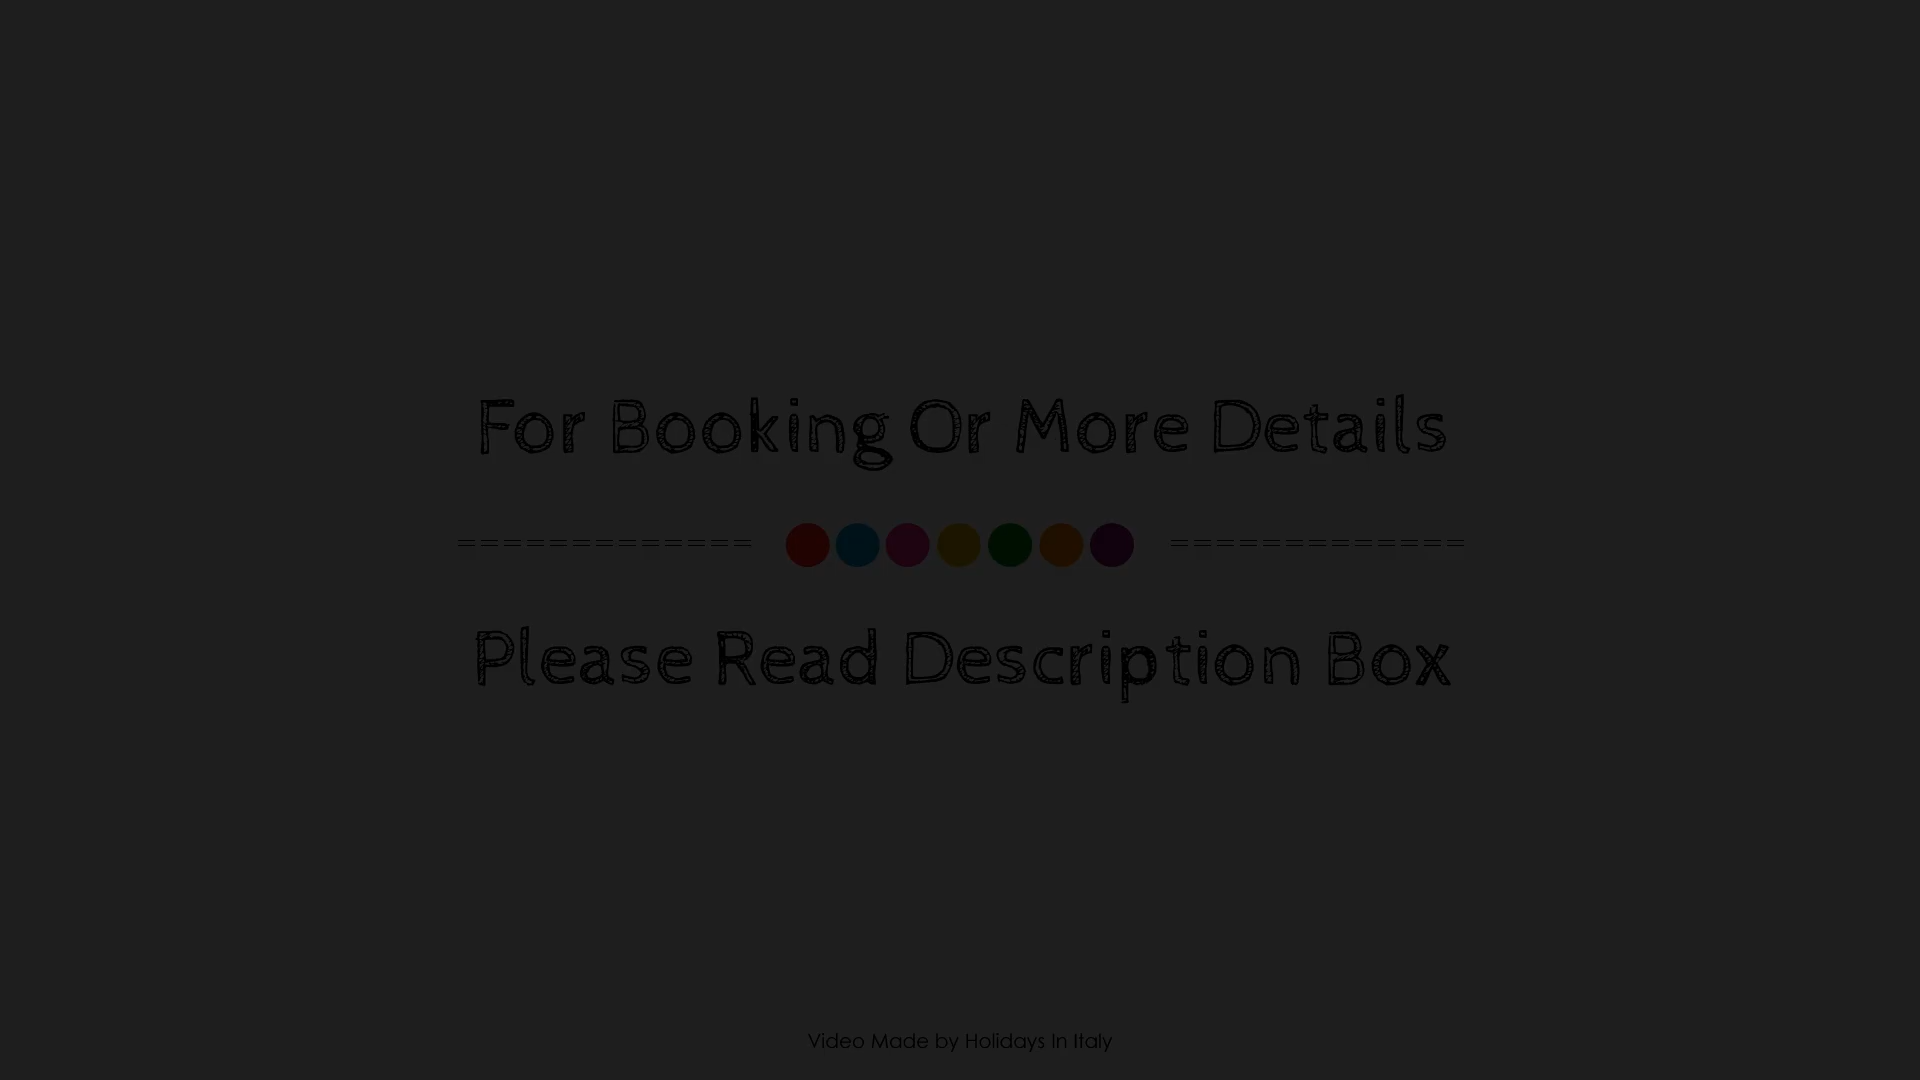 For Booking Or More Details
============= =============
Please Read Description Box
Video Made by Holidays In Italy